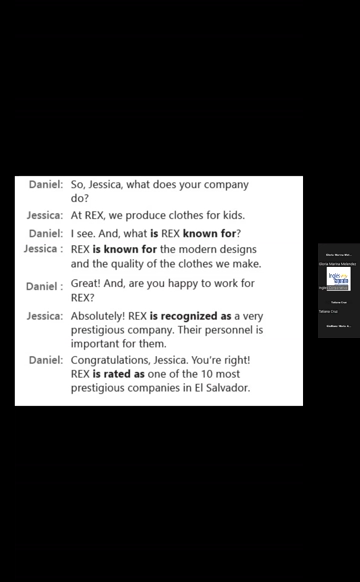 Daniel: So, Jessica, what does your company
do?
Jessica: At REX, we produce clothes for kids.
Daniel: I see. And, what is REX known for?
Jessica : REX is known for the modern designs
and the quality of the clothes we make.
Daniel : Great! And, are you happy to work for
REX?
Jessica: Absolutely! REX is recognized as a very
prestigious company. Their personnel is
important for them.
Daniel: Congratulations, Jessica. You're right!
REX is rated as one of the 10 most
prestigious companies in El Salvador.
Tatiana Cruz
Tatiana Cruz